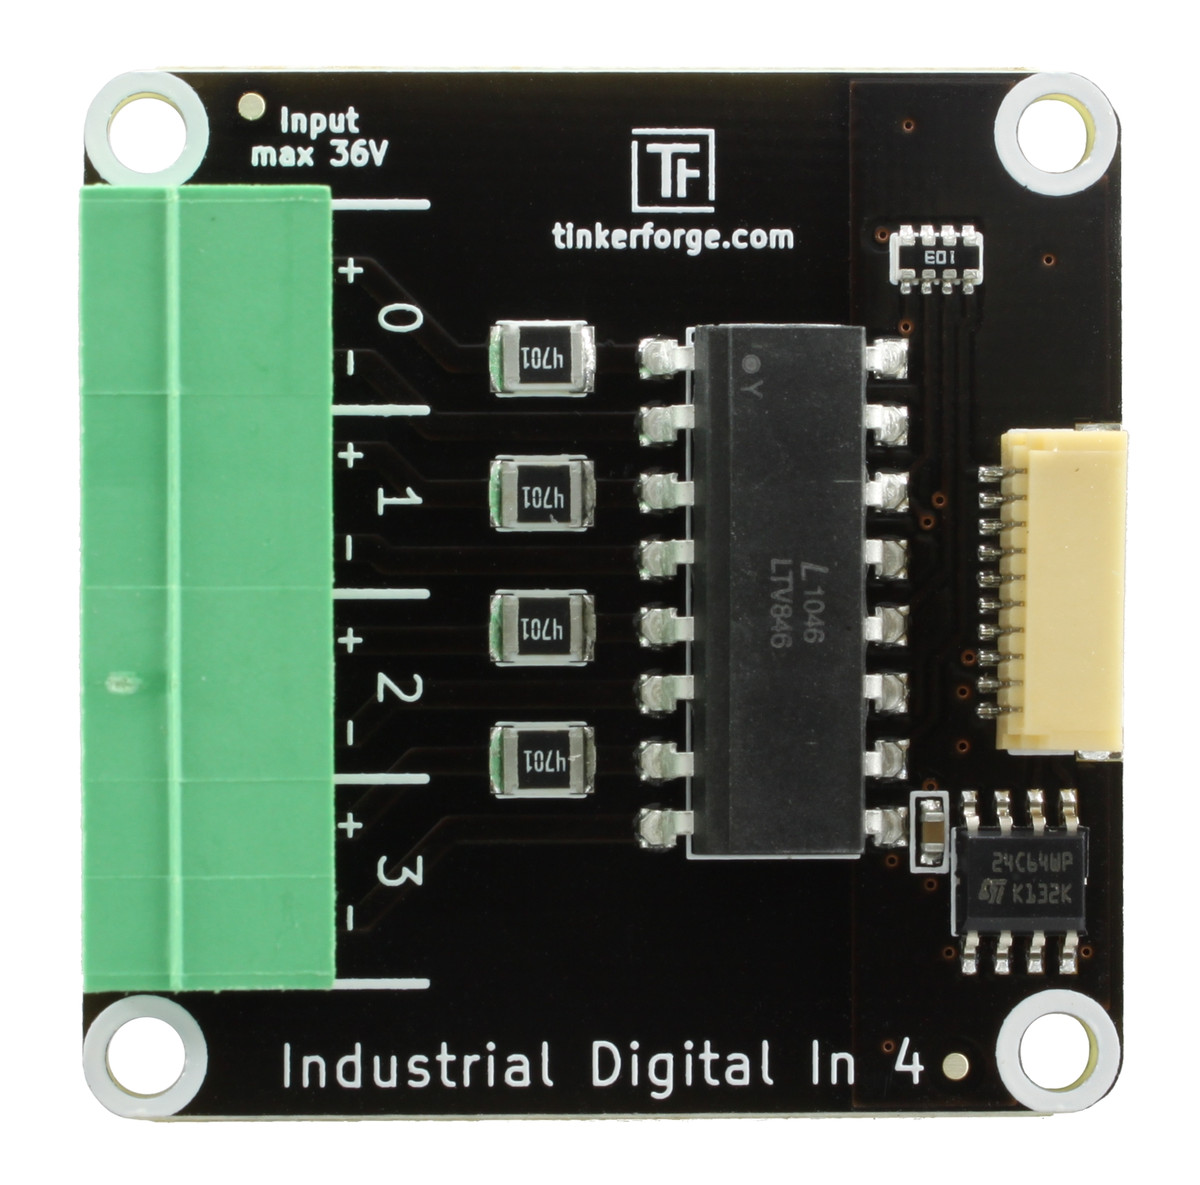 Input
max 36V
TF
tinkerforge.com
E01
+
0
-
+
1
-
+
2
-
+
3
-
4701
4701
4701
4701
Y
L1046
LTV846
24C64WP
K132K
Industrial Digital In 4